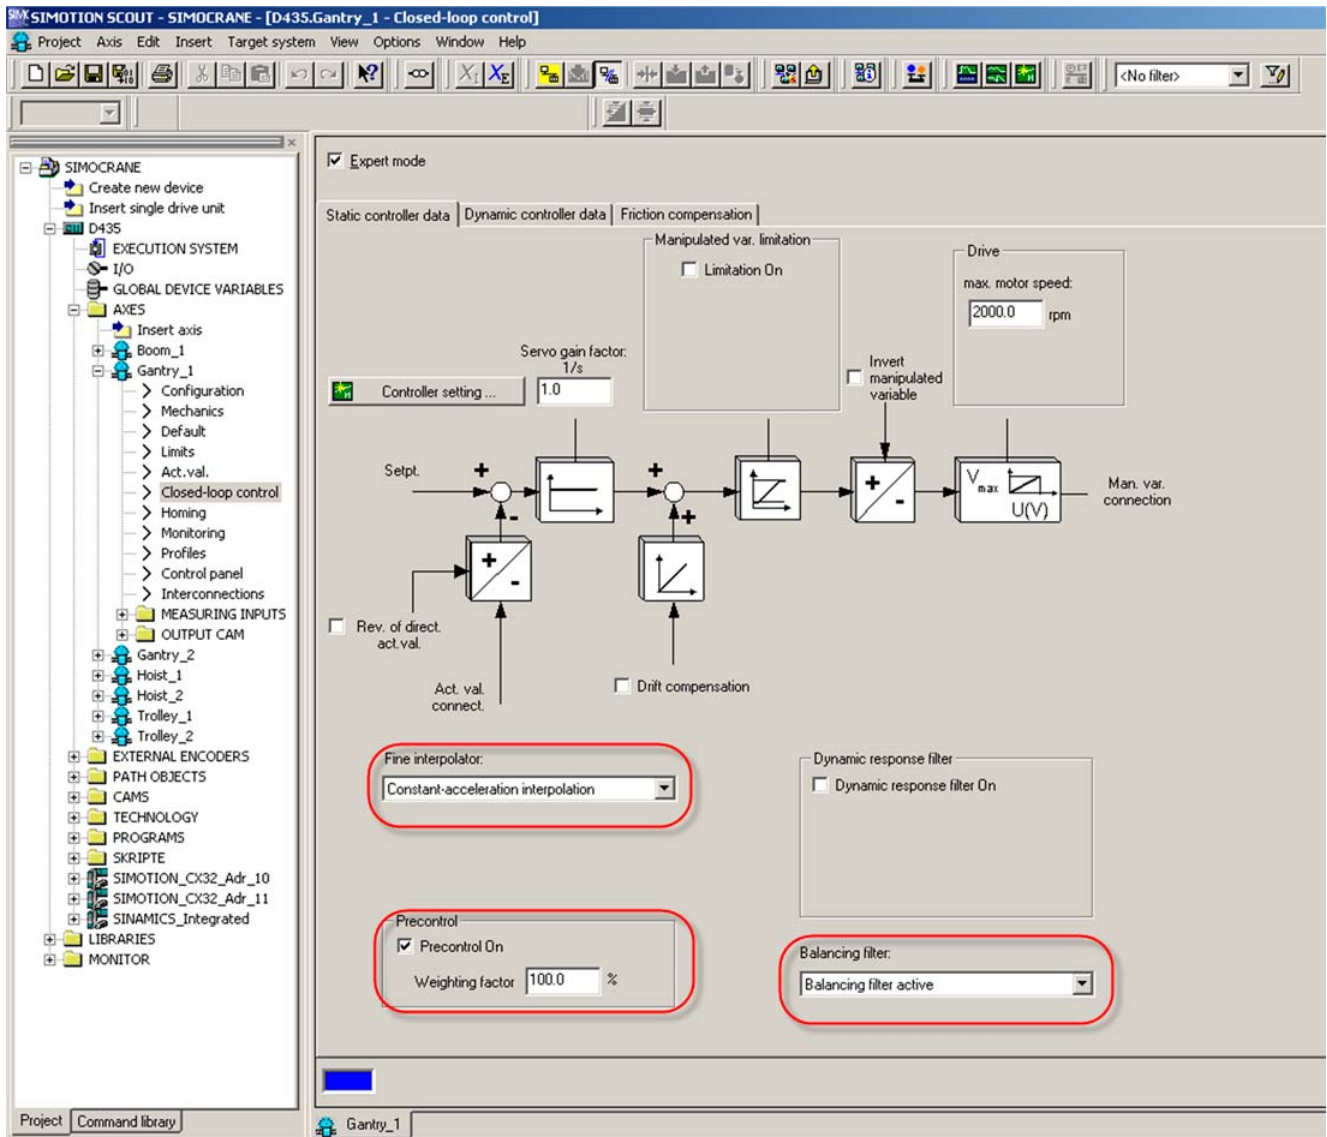 SIMOTION SCOUT - SIMOCRANE - [D435.Gantry_1 - Closed-loop control]
Project Axis Edit Insert Target system View Options Window Help
<No filter>
SIMOCRANE
Create new device
Insert single drive unit
D435
EXECUTION SYSTEM
I/O
GLOBAL DEVICE VARIABLES
AXES
Insert axis
Boom_1
Gantry_1
Configuration
Mechanics
Default
Limits
Act.val.
Closed-loop control
Homing
Monitoring
Profiles
Control panel
Interconnections
MEASURING INPUTS
OUTPUT CAM
Gantry_2
Hoist_1
Hoist_2
Trolley_1
Trolley_2
EXTERNAL ENCODERS
PATH OBJECTS
CAMS
TECHNOLOGY
PROGRAMS
SKRIPTE
SIMOTION_CX32_Adr_10
SIMOTION_CX32_Adr_11
SINAMICS_Integrated
LIBRARIES
MONITOR
Project Command library
Expert mode
Static controller data Dynamic controller data Friction compensation
Manipulated var. limitation
Limitation On
Drive
max. motor speed:
2000.0 rpm
Servo gain factor:
1/s
Controller setting ... 1.0
Invert
manipulated
variable
Setpt.
+ - + + + - V max U(V)
Man. var.
connection
+ -
Rev. of direct.
act.val.
Act. val.
connect.
Drift compensation
Fine interpolator:
Constant-acceleration interpolation
Dynamic response filter
Dynamic response filter On
Precontrol
Precontrol On
Weighting factor 100.0 %
Balancing filter:
Balancing filter active
Gantry_1